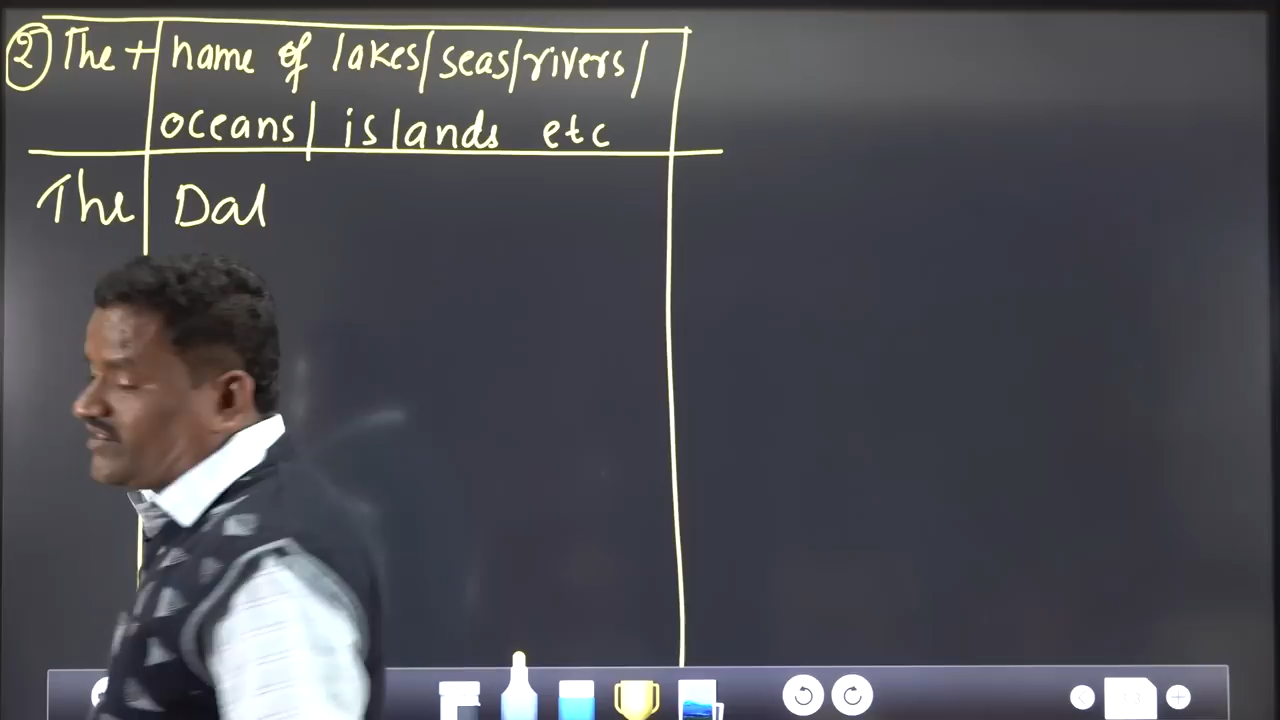 ② The + name of lakes/seas/rivers/
oceans/ islands etc
The Dal